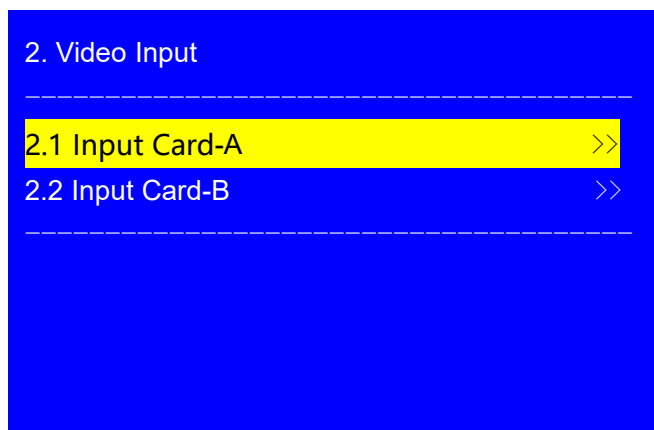 2. Video Input
2.1 Input Card-A >>
2.2 Input Card-B >>